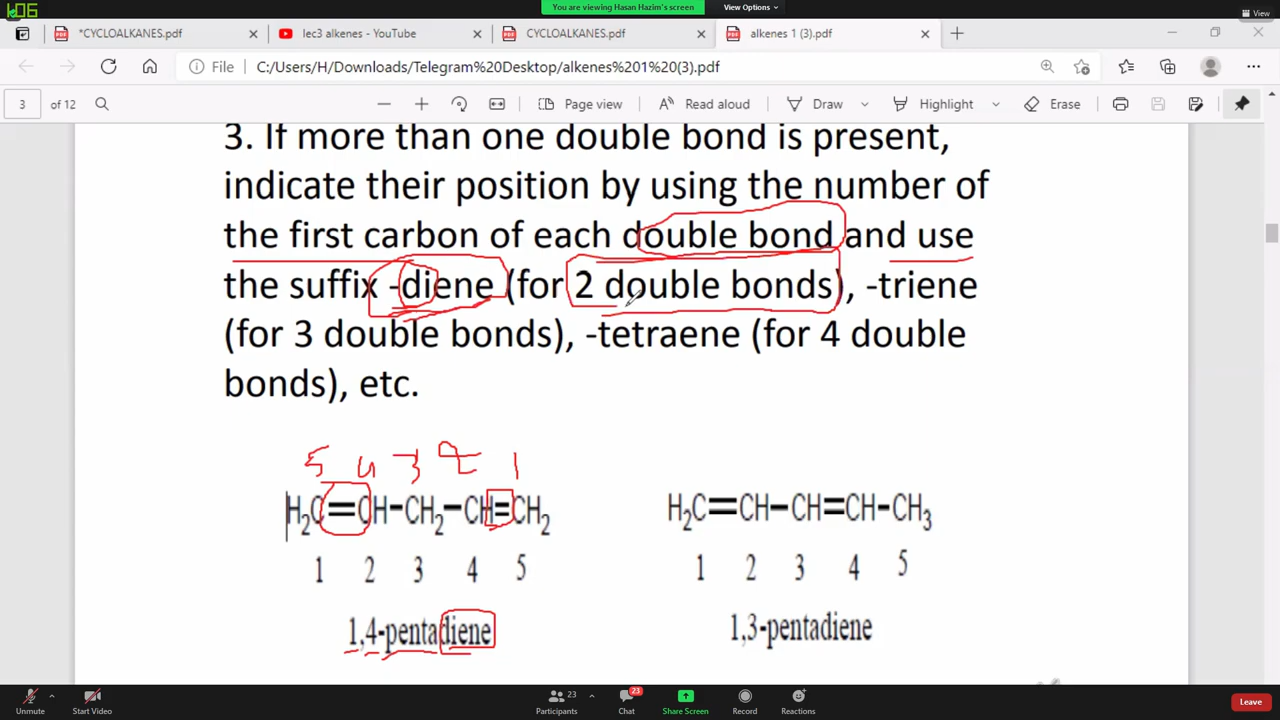 K06
You are viewing Hasan Hazim's screen View Options
View
*CYCLOALKANES.pdf lec3 alkenes - YouTube CYCLOALKANES.pdf alkenes 1 (3).pdf
File C:/Users/H/Downloads/Telegram%20Desktop/alkenes%201%20(3).pdf
3 of 12 Page view Read aloud Draw Highlight Erase
3. If more than one double bond is present,
indicate their position by using the number of
the first carbon of each double bond and use
the suffix -diene (for 2 double bonds), -triene
(for 3 double bonds), -tetraene (for 4 double
bonds), etc.
5 4 3 2 1
H₂C=CH-CH₂-CH=CH₂ H₂C=CH-CH=CH-CH₃
1 2 3 4 5 1 2 3 4 5
1,4-pentadiene 1,3-pentadiene
23 23
Unmute Start Video Participants Chat Share Screen Record Reactions Leave